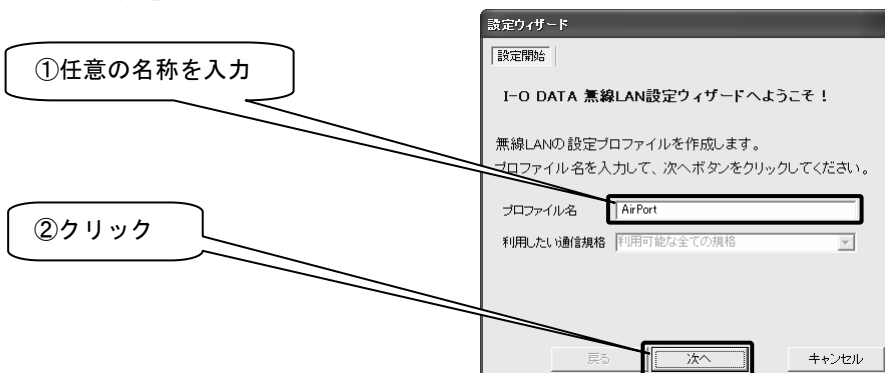 設定ウィザード
設定開始
①任意の名称を入力
I-O DATA 無線LAN設定ウィザードへようこそ！
無線LANの設定プロファイルを作成します。
プロファイル名を入力して、次へボタンをクリックしてください。
プロファイル名 AirPort
②クリック
利用したい通信規格 利用可能な全ての規格
戻る 次へ キャンセル